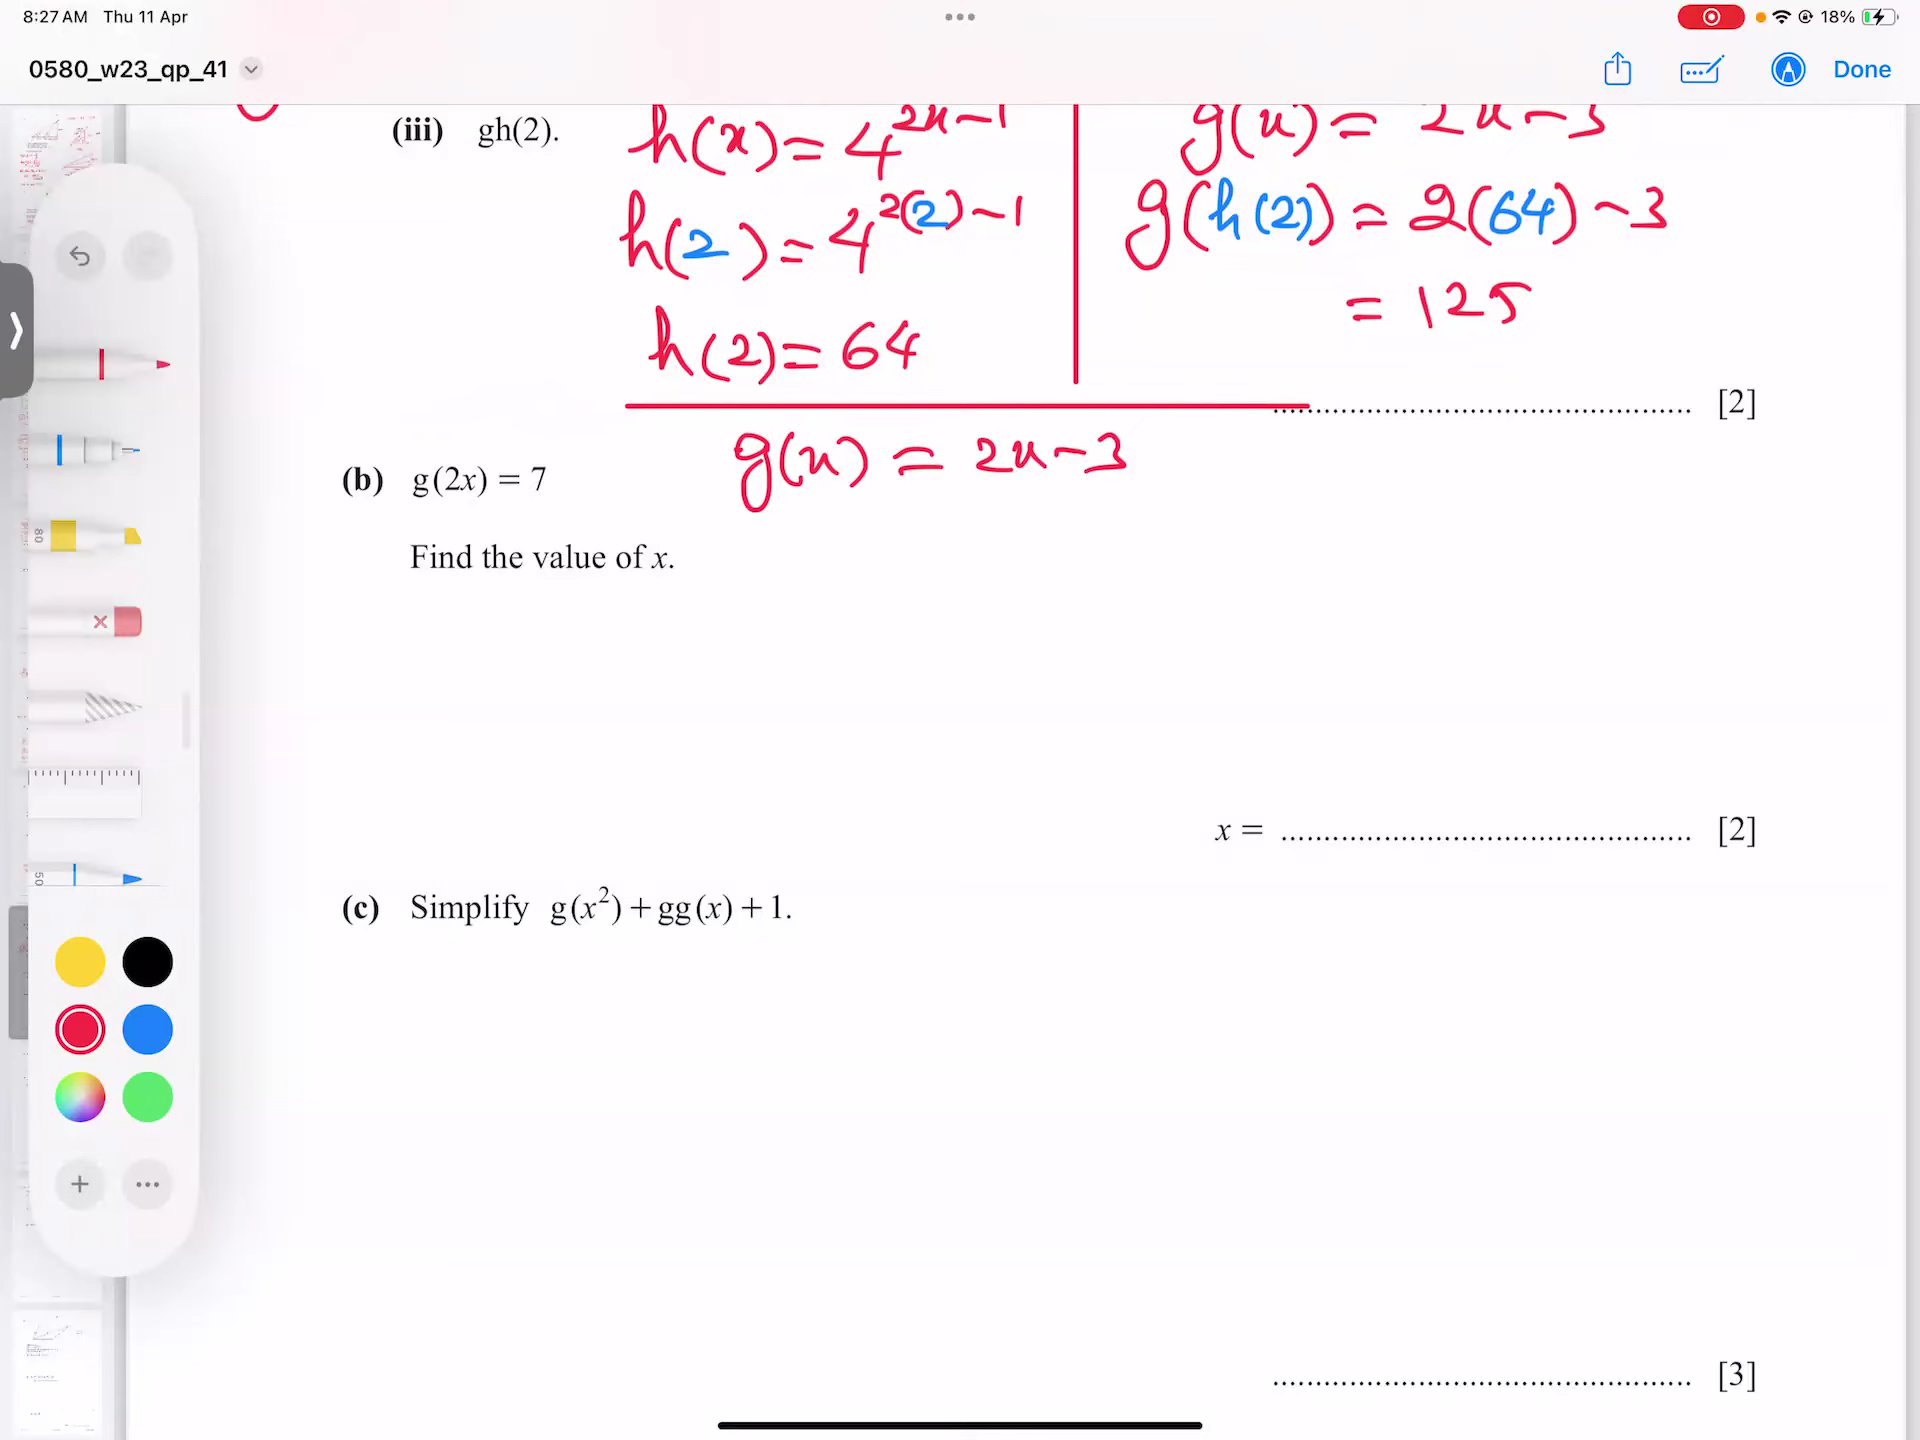 8:27 AM Thu 11 Apr
18%
0580_w23_qp_41
Done
(iii) gh(2).
h(x) = 4^{2x-1}
g(x) = 2x-3
h(2) = 4^{2(2)-1}
g(h(2)) = 2(64)-3
= 125
h(2) = 64
[2]
g(x) = 2x-3
(b) g(2x) = 7
Find the value of x.
x = ................................................. [2]
(c) Simplify g(x²)+gg(x)+1.
................................................. [3]
80
50